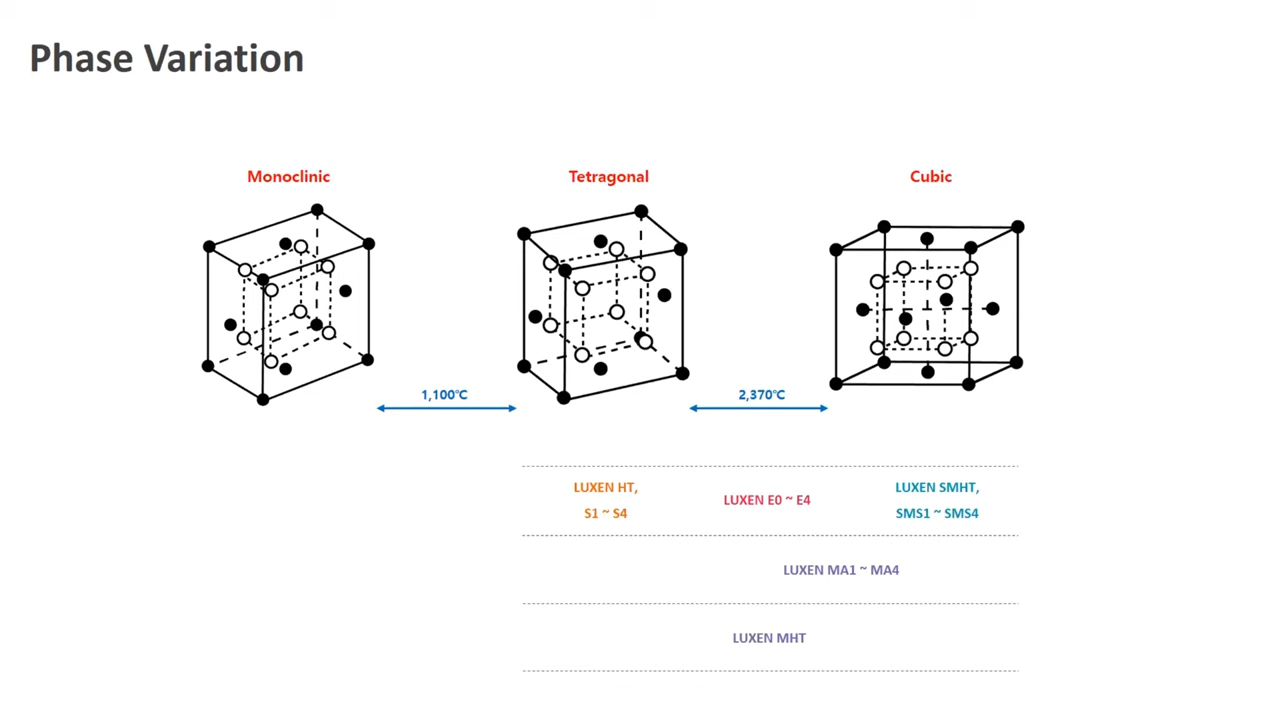 Phase Variation
Monoclinic
Tetragonal
Cubic
1,100℃
2,370℃
LUXEN HT,
S1 ~ S4
LUXEN E0 ~ E4
LUXEN SMHT,
SMS1 ~ SMS4
LUXEN MA1 ~ MA4
LUXEN MHT